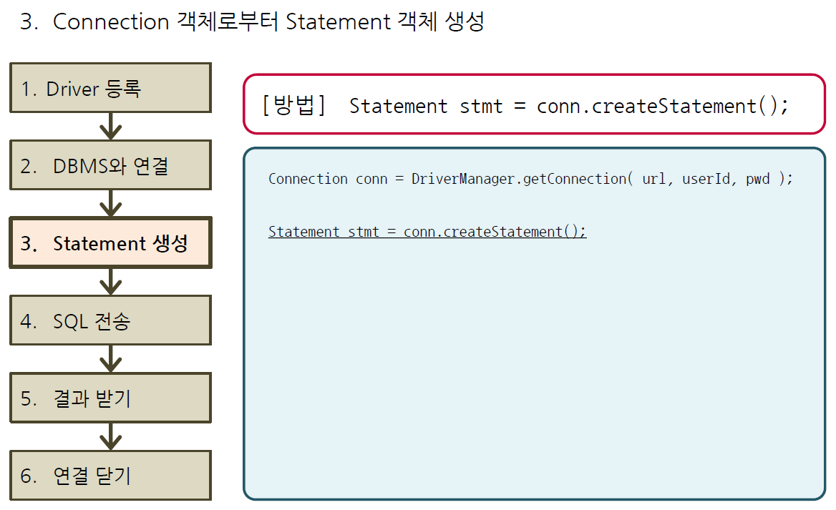 3. Connection 객체로부터 Statement 객체 생성
1. Driver 등록
2. DBMS와 연결
3. Statement 생성
4. SQL 전송
5. 결과 받기
6. 연결 닫기
[방법] Statement stmt = conn.createStatement();
Connection conn = DriverManager.getConnection( url, userId, pwd );
Statement stmt = conn.createStatement();